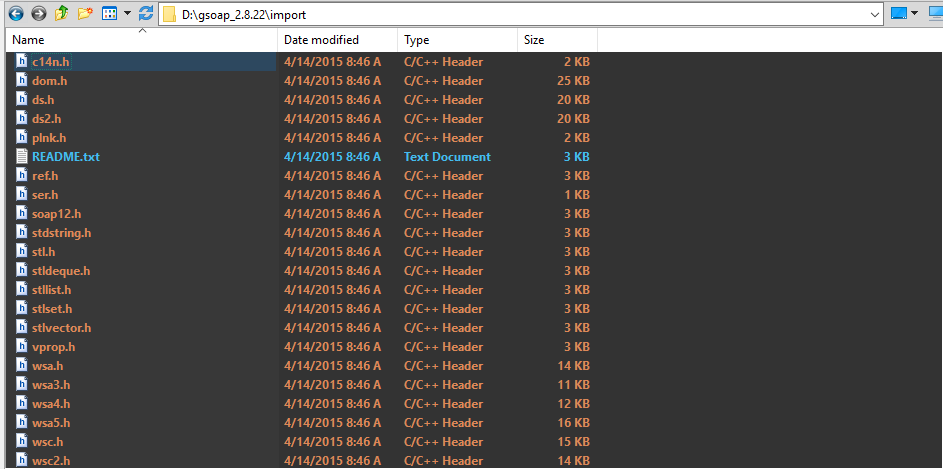 D:\gsoap_2.8.22\import
Name Date modified Type Size
c14n.h 4/14/2015 8:46 A C/C++ Header 2 KB
dom.h 4/14/2015 8:46 A C/C++ Header 25 KB
ds.h 4/14/2015 8:46 A C/C++ Header 20 KB
ds2.h 4/14/2015 8:46 A C/C++ Header 20 KB
plnk.h 4/14/2015 8:46 A C/C++ Header 2 KB
README.txt 4/14/2015 8:46 A Text Document 3 KB
ref.h 4/14/2015 8:46 A C/C++ Header 3 KB
ser.h 4/14/2015 8:46 A C/C++ Header 1 KB
soap12.h 4/14/2015 8:46 A C/C++ Header 3 KB
stdstring.h 4/14/2015 8:46 A C/C++ Header 3 KB
stl.h 4/14/2015 8:46 A C/C++ Header 3 KB
stldeque.h 4/14/2015 8:46 A C/C++ Header 3 KB
stllist.h 4/14/2015 8:46 A C/C++ Header 3 KB
stlset.h 4/14/2015 8:46 A C/C++ Header 3 KB
stlvector.h 4/14/2015 8:46 A C/C++ Header 3 KB
vprop.h 4/14/2015 8:46 A C/C++ Header 3 KB
wsa.h 4/14/2015 8:46 A C/C++ Header 14 KB
wsa3.h 4/14/2015 8:46 A C/C++ Header 11 KB
wsa4.h 4/14/2015 8:46 A C/C++ Header 12 KB
wsa5.h 4/14/2015 8:46 A C/C++ Header 16 KB
wsc.h 4/14/2015 8:46 A C/C++ Header 15 KB
wsc2.h 4/14/2015 8:46 A C/C++ Header 14 KB